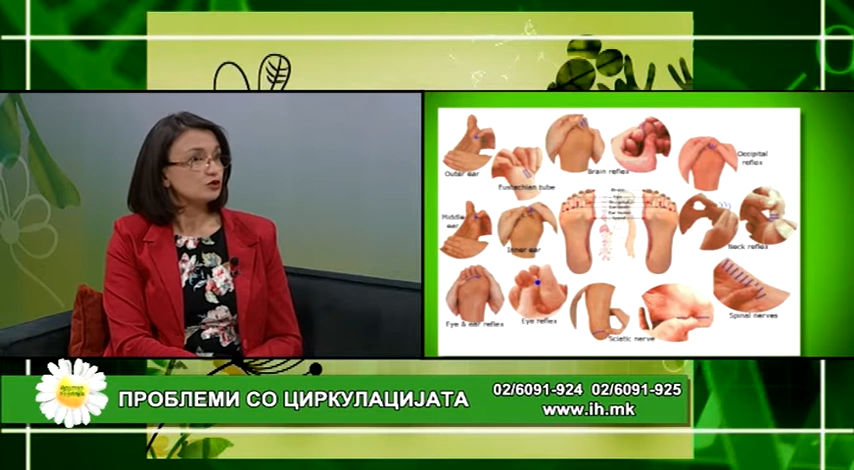 Outer ear
Eustachian tube
Brain reflex
Occipital
reflex
Middle
ear
Inner ear
Neck reflex
Eye & ear reflex
Eye reflex
Sciatic nerve
Spinal nerves
ПРОБЛЕМИ СО ЦИРКУЛАЦИЈАТА
02/6091-924 02/6091-925
www.ih.mk